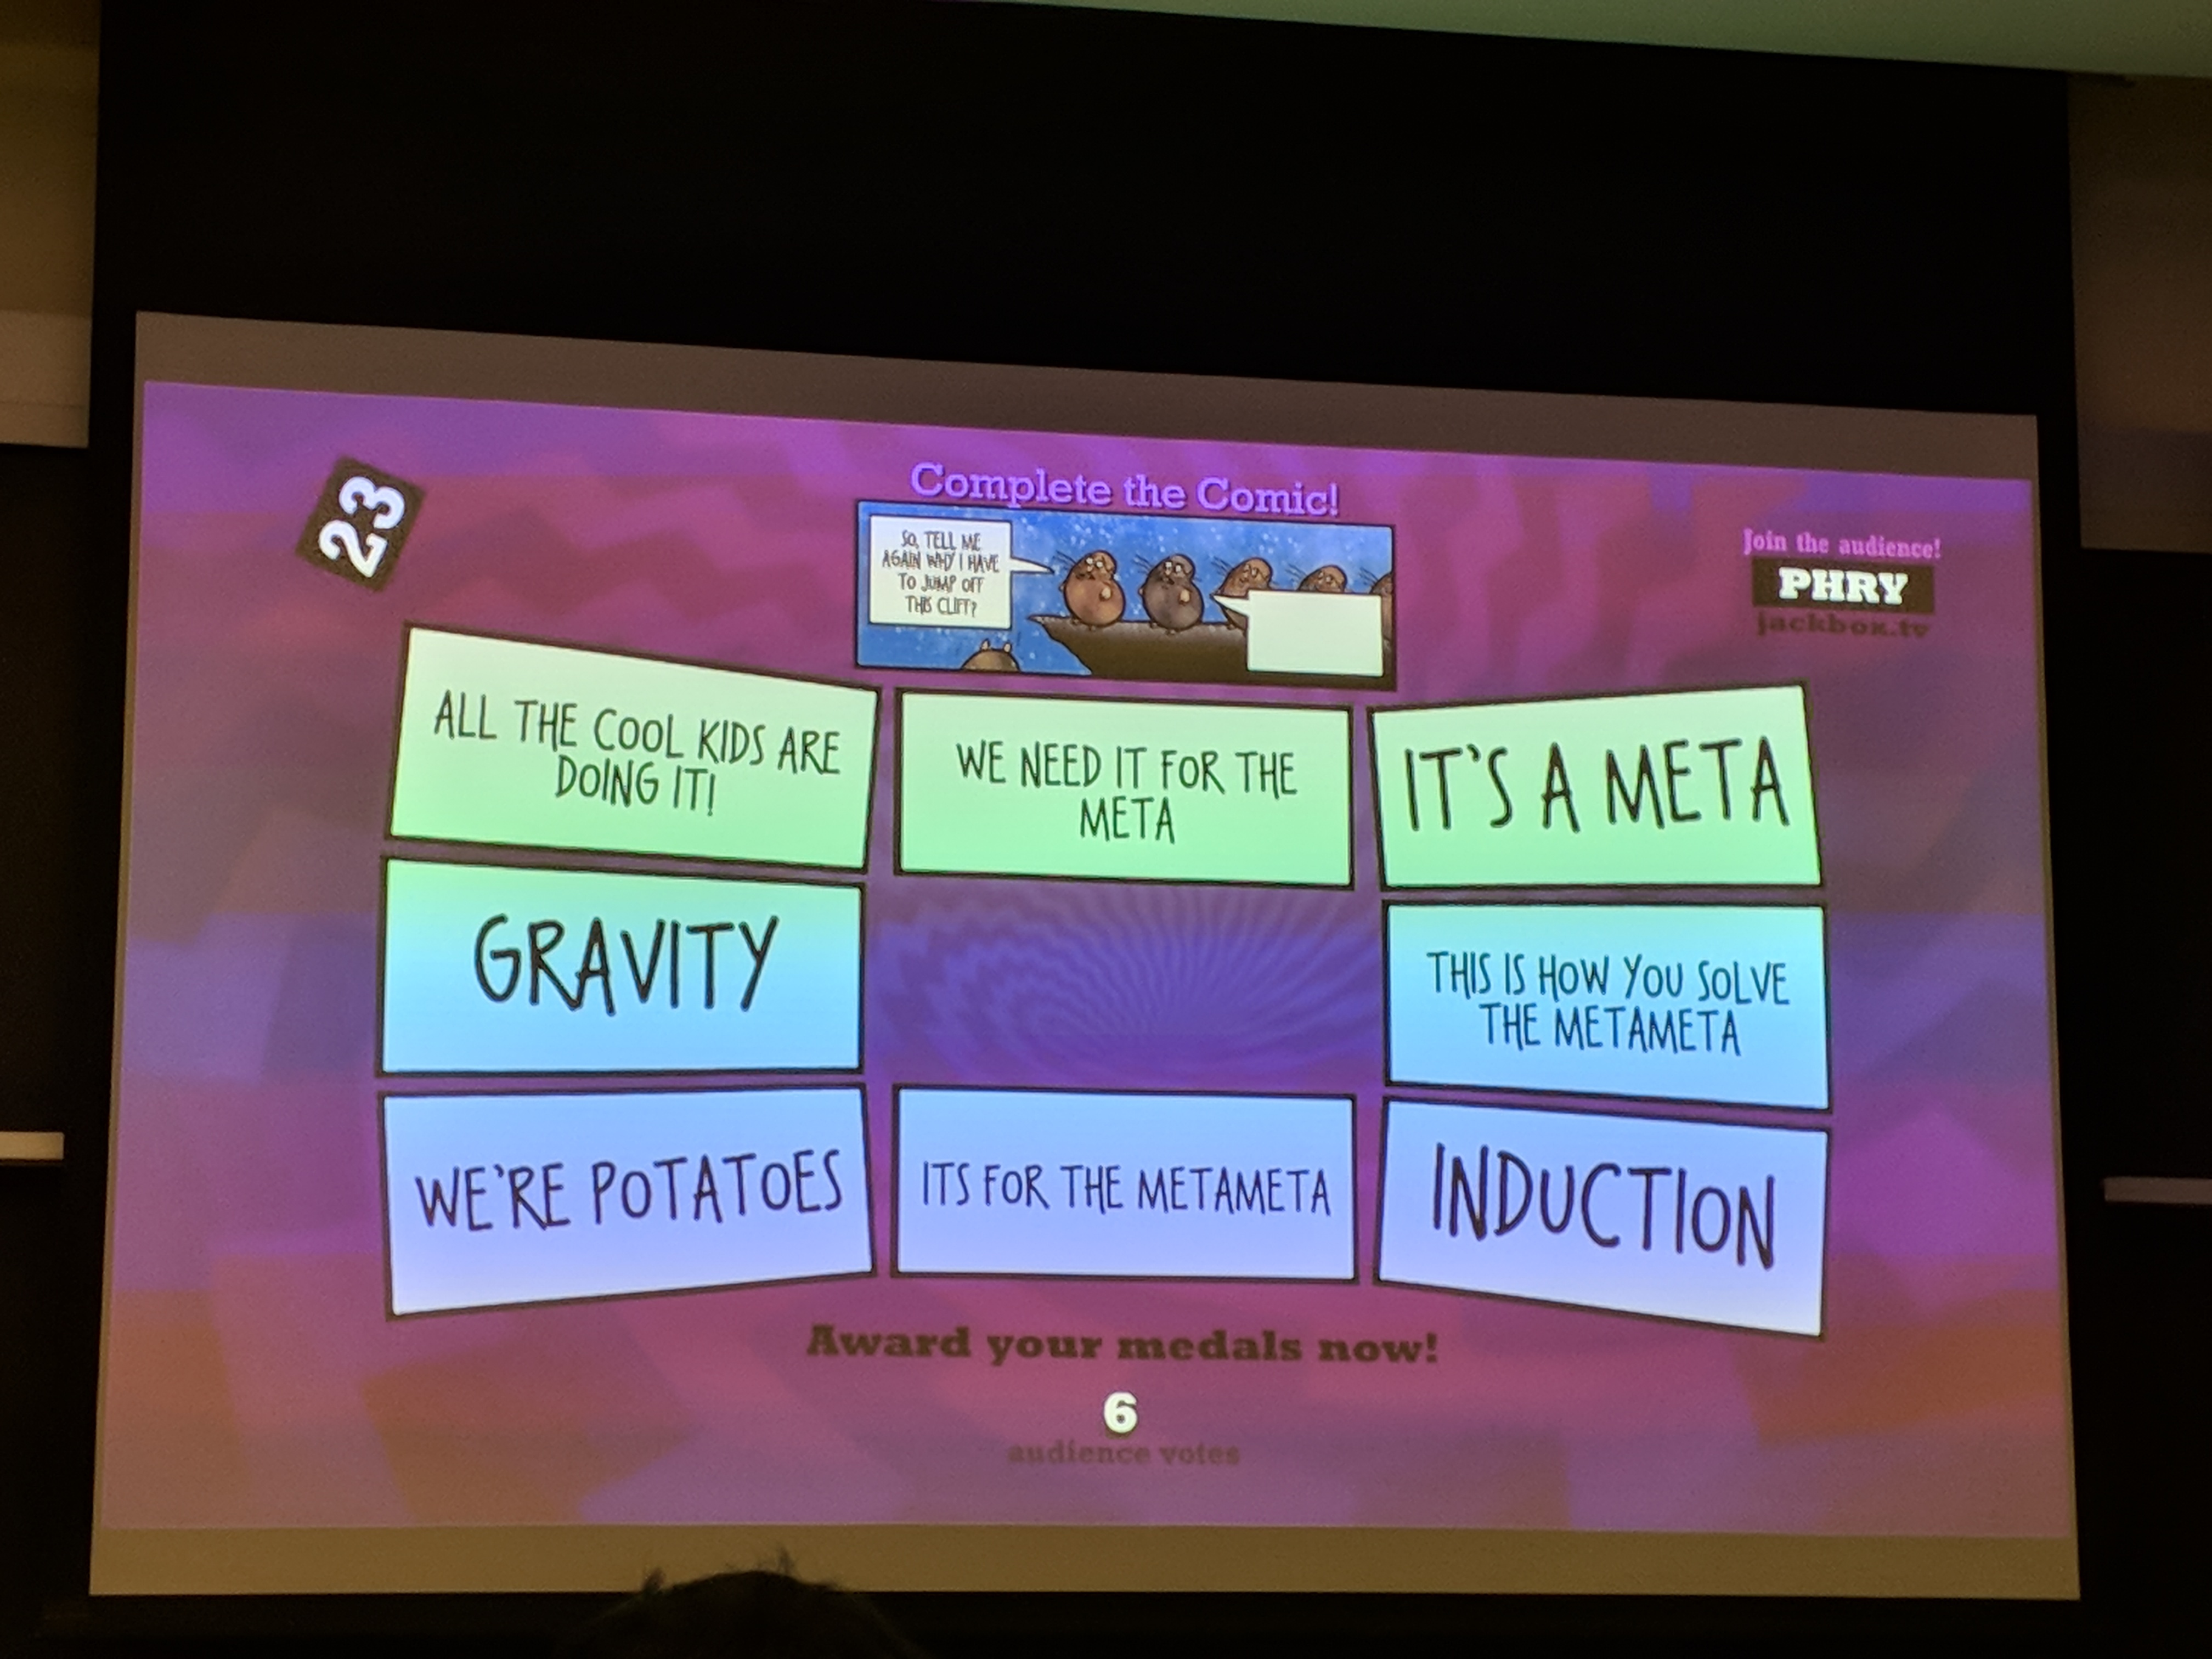 23
Complete the Comic!
SO, TELL ME
AGAIN WHY I HAVE
TO JUMP OFF
THIS CLIFF?
Join the audience!
PHRY
jackbox.tv
ALL THE COOL KIDS ARE
DOING IT!
WE NEED IT FOR THE
META
IT'S A META
GRAVITY
THIS IS HOW YOU SOLVE
THE METAMETA
WE'RE POTATOES
ITS FOR THE METAMETA
INDUCTION
Award your medals now!
6
audience votes